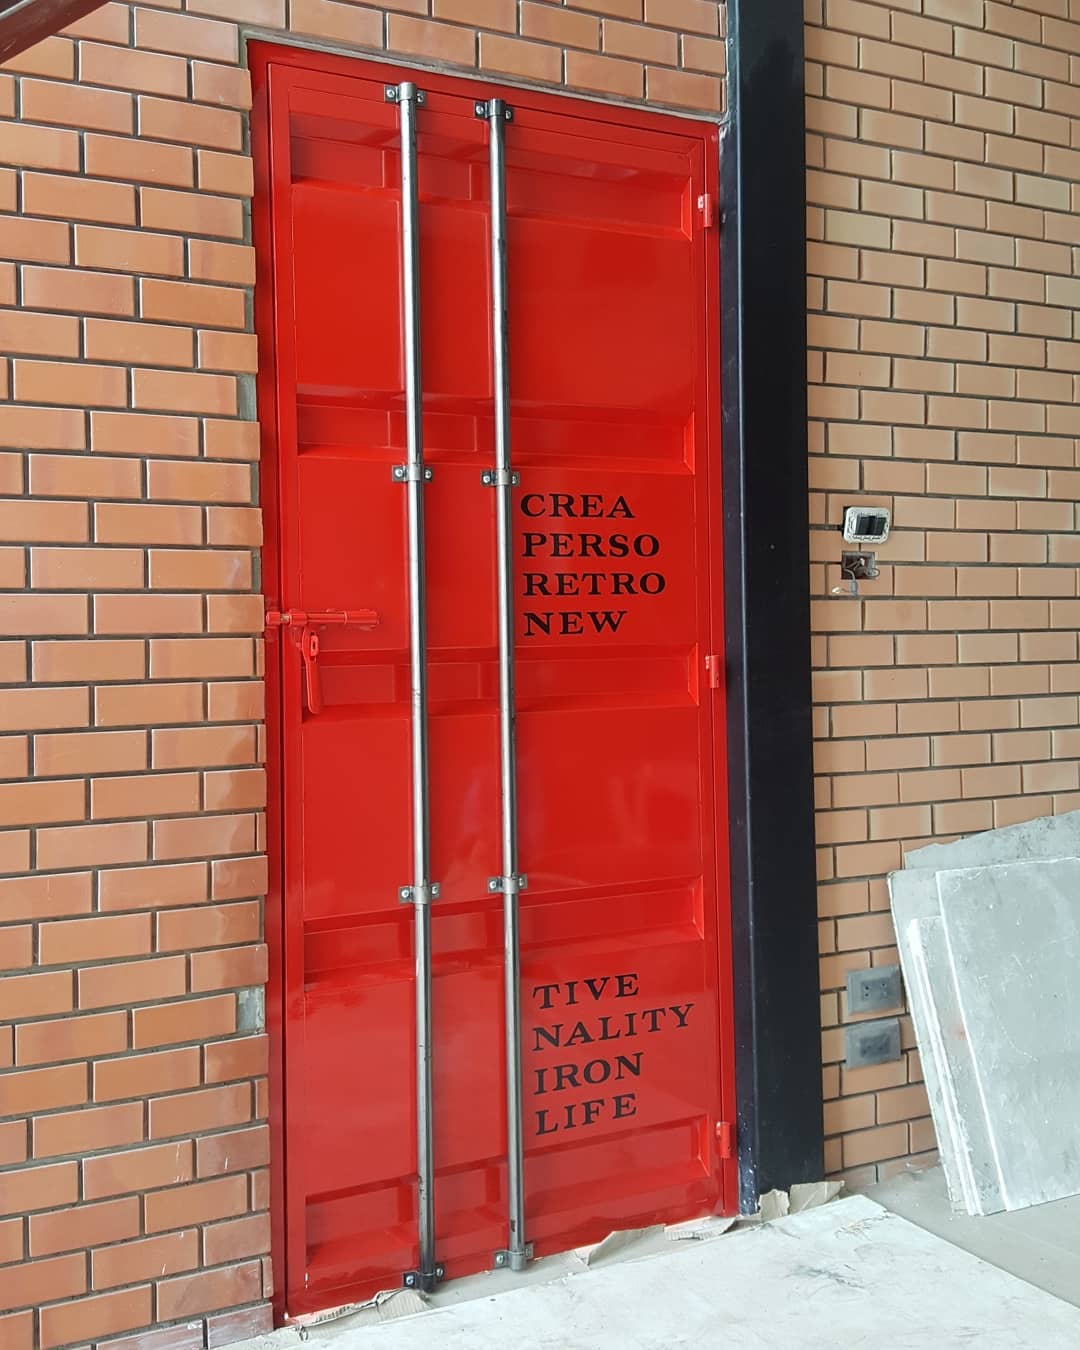 CREA
PERSO
RETRO
NEW
TIVE
NALITY
IRON
LIFE